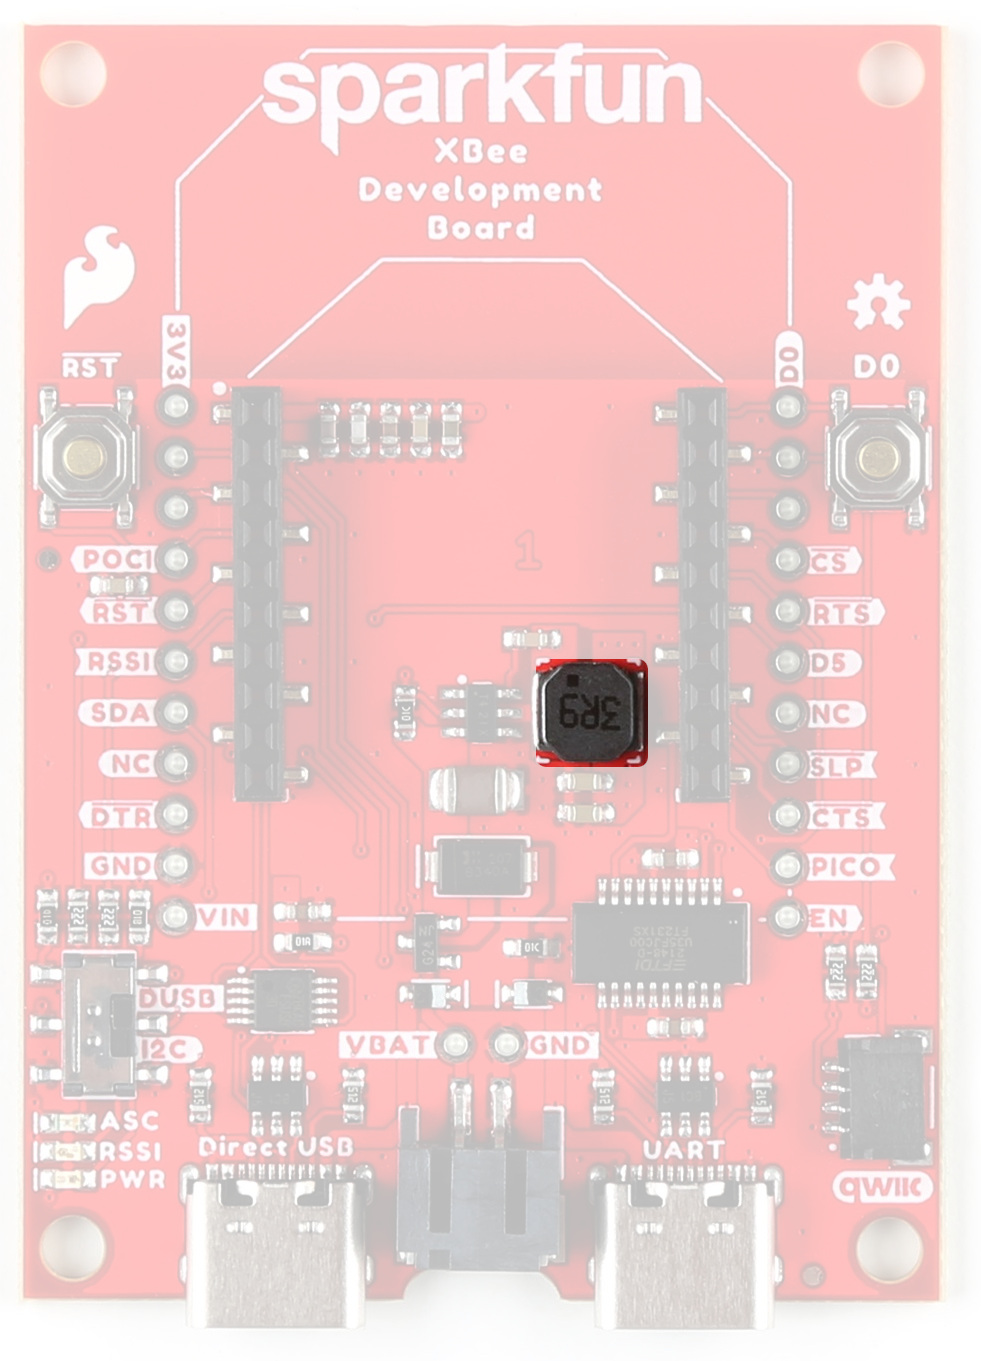 sparkfun
XBee
Development
Board
3V3
D0
RST
D0
1
POCI
CS
RST
RTS
RSSI
D5
SDA
NC
3R9
NC
SLP
DTR
CTS
GND
PICO
VIN
EN
DUSB
I2C
VBAT
GND
ASC
RSSI
PWR
Direct USB
UART
qwiic